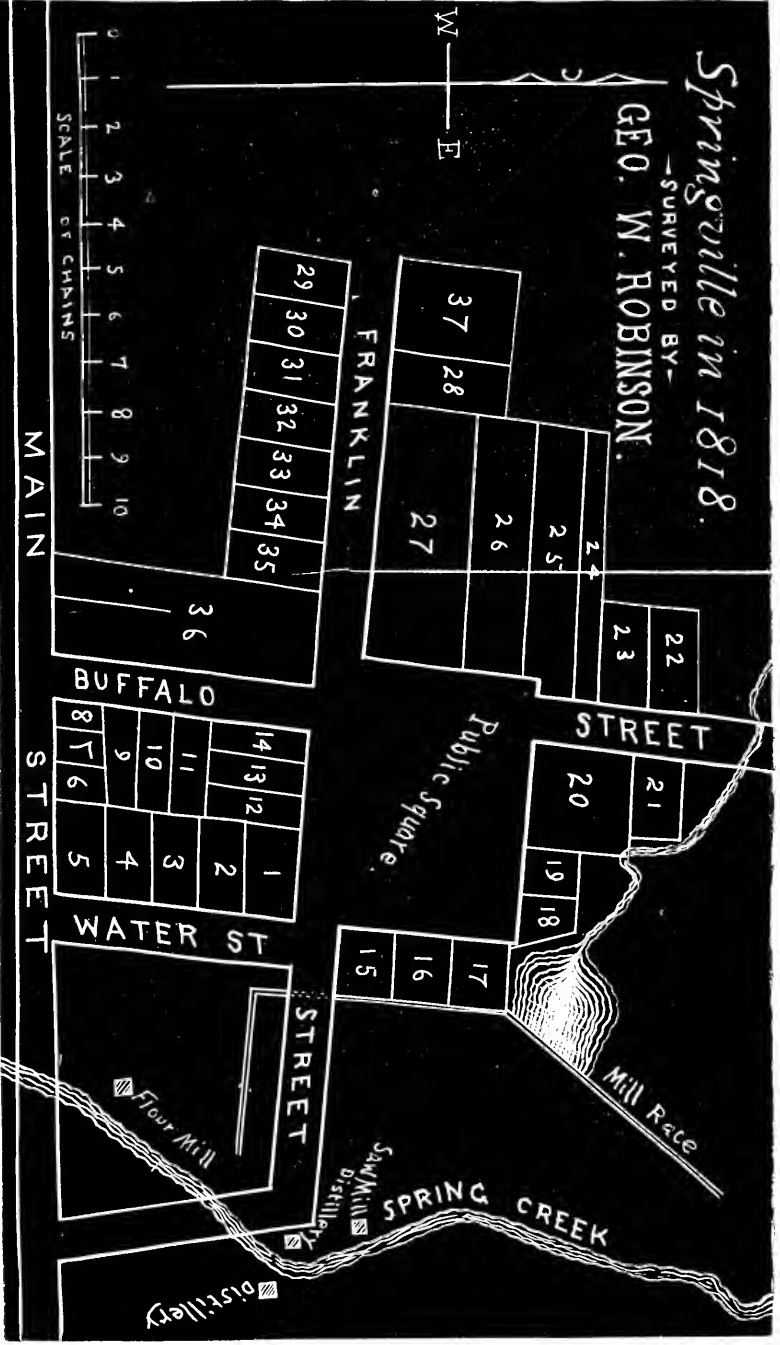 Springville in 1818.
—SURVEYED BY—
GEO. W. ROBINSON.
W E
0 1 2 3 4 5 6 7 8 9 10
SCALE OF CHAINS
22
23
24
25
26
27
28
37
FRANKLIN
29 30 31 32 33 34 35
36
BUFFALO
STREET
21
20
19 18
Public Square.
17
16
15
14 13 12
11
10
9
8 7 6
1
2
3
4
5
WATER ST
STREET
MAIN
STREET
Mill Race
SPRING CREEK
Saw Mill
Distillery
Distillery
Flour Mill